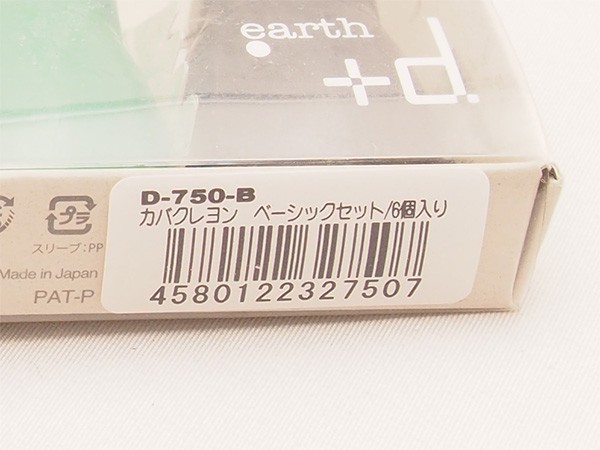 earth
+d.
D-750-B
カバクレヨン ベーシックセット/6個入り
4580122327507
プラ
スリーブ:PP
Made in Japan
PAT-P